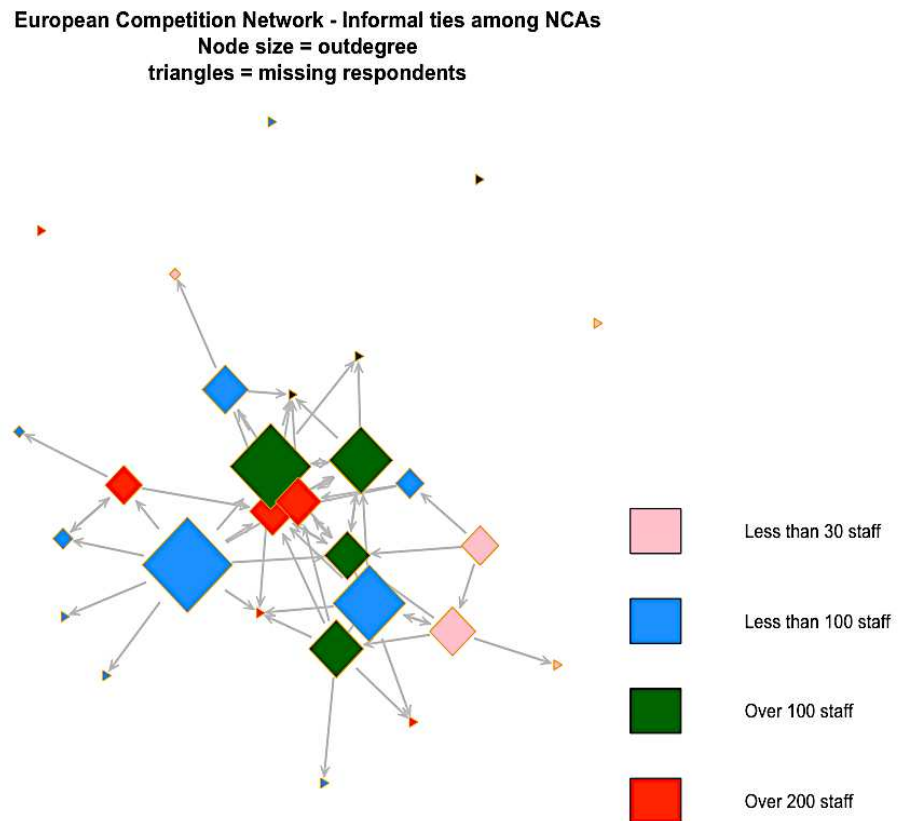 European Competition Network - Informal ties among NCAs
Node size = outdegree
triangles = missing respondents
Less than 30 staff
Less than 100 staff
Over 100 staff
Over 200 staff